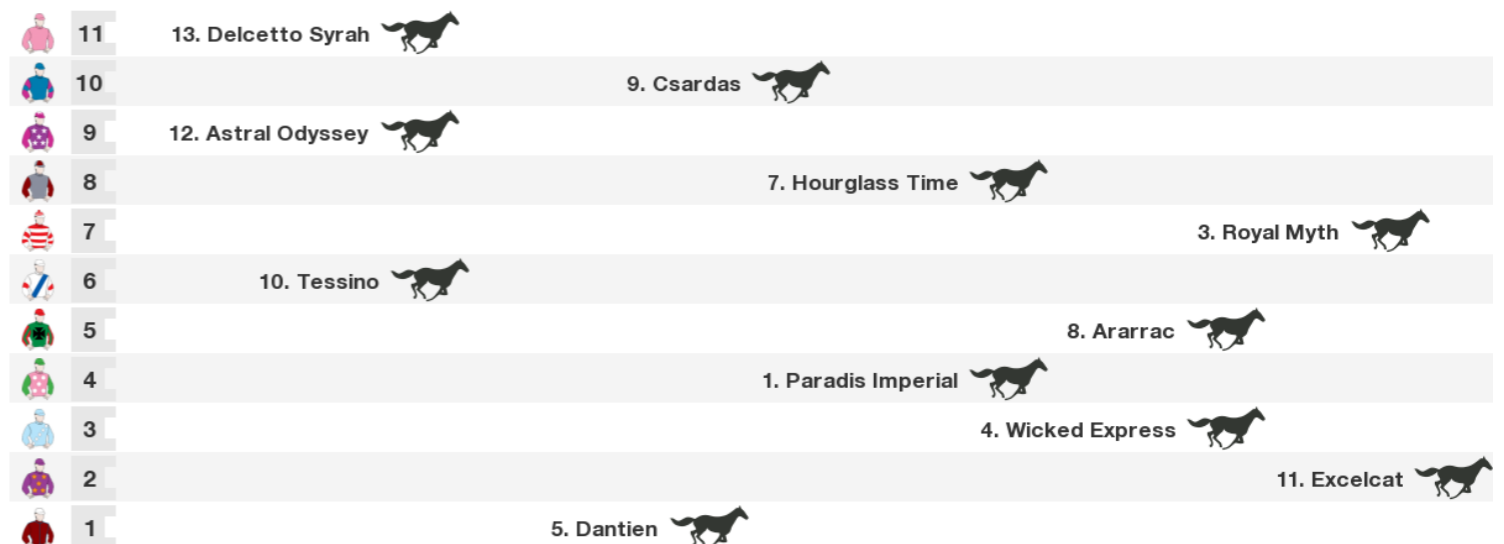 11 13. Delcetto Syrah
10 9. Csardas
9 12. Astral Odyssey
8 7. Hourglass Time
7 3. Royal Myth
6 10. Tessino
5 8. Ararrac
4 1. Paradis Imperial
3 4. Wicked Express
2 11. Excelcat
1 5. Dantien